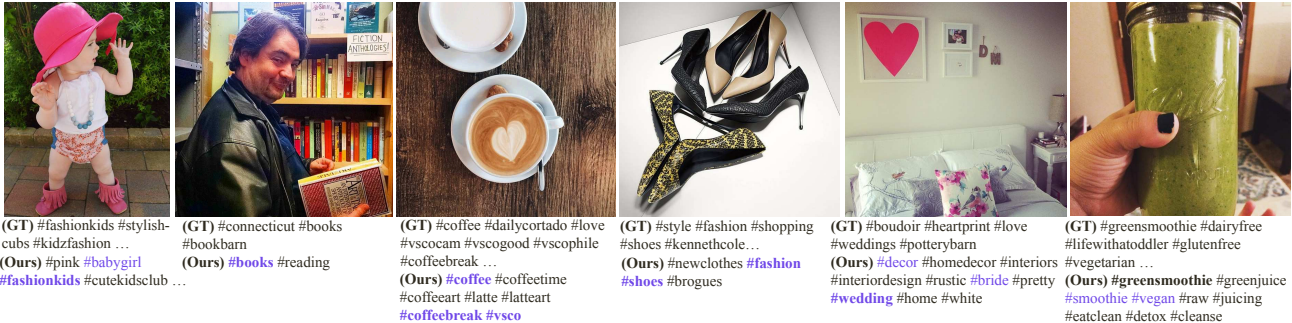 FICTION
ANTHOLOGIES!
D M
(GT) #fashionkids #stylish-
cubs #kidzfashion …
(Ours) #pink #babygirl
#fashionkids #cutekidsclub …
(GT) #connecticut #books
#bookbarn
(Ours) #books #reading
(GT) #coffee #dailycortado #love
#vscocam #vscogood #vscophile
#coffeebreak …
(Ours) #coffee #coffeetime
#coffeeart #latte #latteart
#coffeebreak #vsco
(GT) #style #fashion #shopping
#shoes #kennethcole…
(Ours) #newclothes #fashion
#shoes #brogues
(GT) #boudoir #heartprint #love
#weddings #potterybarn
(Ours) #decor #homedecor #interiors
#interiordesign #rustic #bride #pretty
#wedding #home #white
(GT) #greensmoothie #dairyfree
#lifewithatoddler #glutenfree
#vegetarian …
(Ours) #greensmoothie #greenjuice
#smoothie #vegan #raw #juicing
#eatclean #detox #cleanse